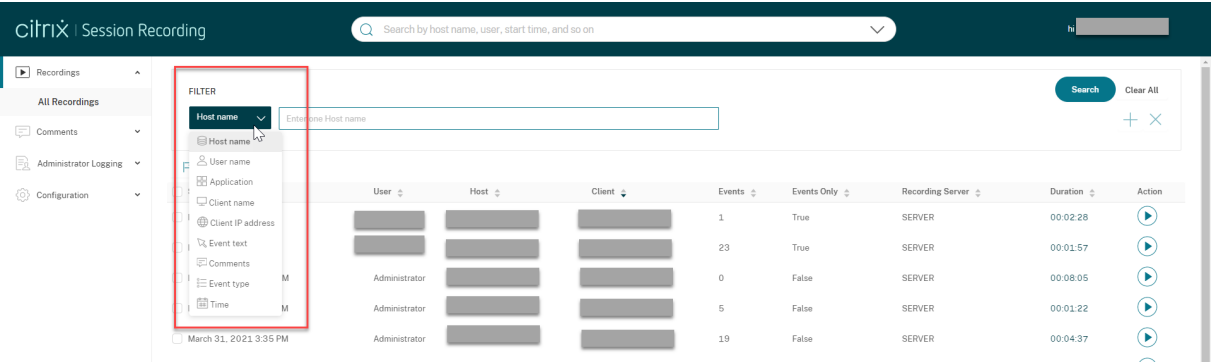 citrix | Session Recording
Search by host name, user, start time, and so on
hi
Recordings
All Recordings
Comments
Administrator Logging
Configuration
FILTER
Search
Clear All
Host name
Enter one Host name
Host name
User name
Application
Client name
Client IP address
Event text
Comments
Event type
Time
User Host Client Events Events Only Recording Server Duration Action
1 True SERVER 00:02:28
23 True SERVER 00:01:57
M Administrator 0 False SERVER 00:08:05
M Administrator 5 False SERVER 00:01:22
March 31, 2021 3:35 PM Administrator 19 False SERVER 00:04:37